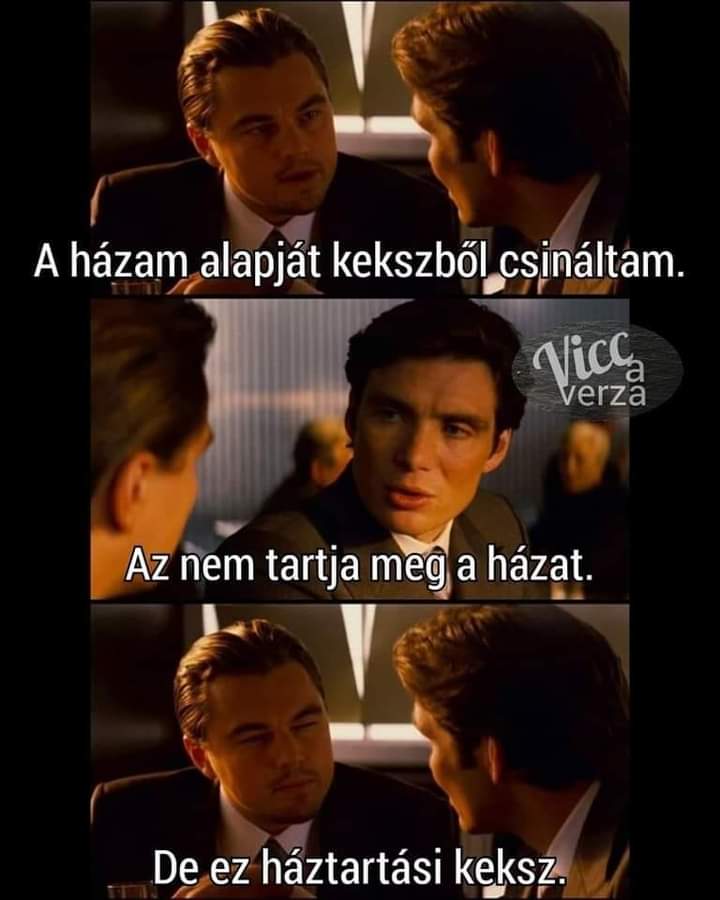 A házam alapját kekszből csináltam.
Vicc
a
verza
Az nem tartja meg a házat.
De ez háztartási keksz.